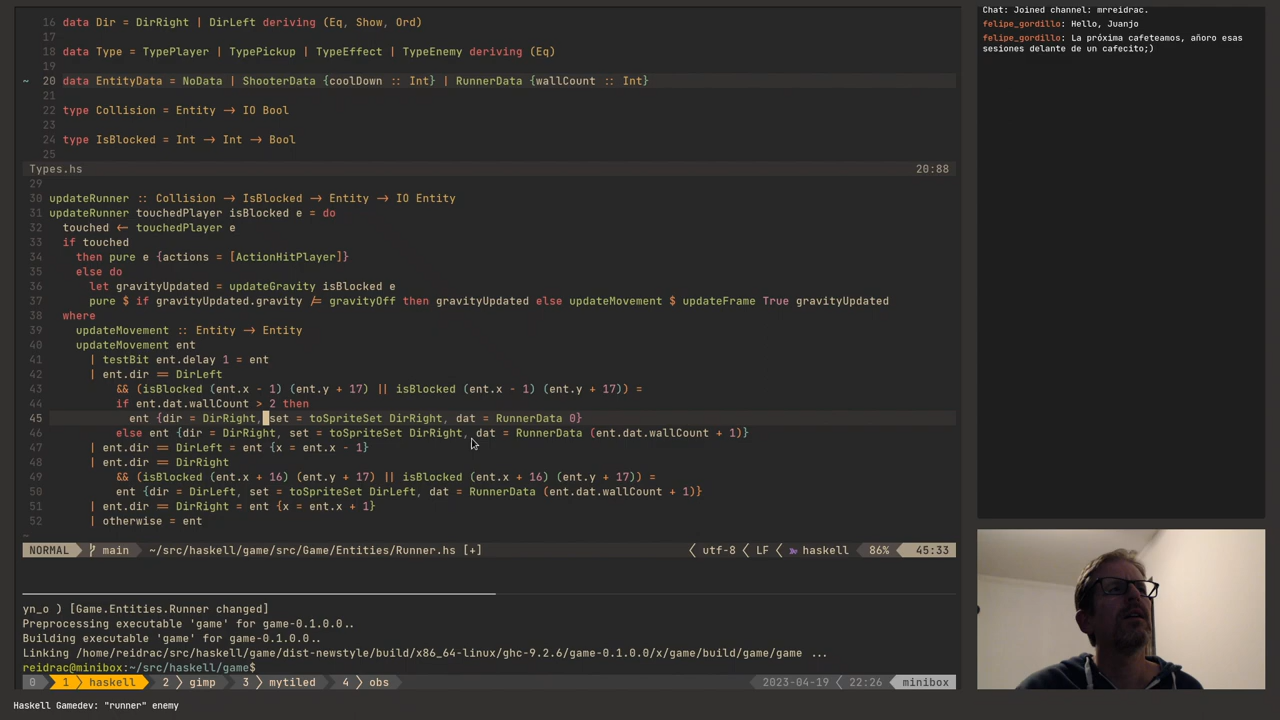 16 data Dir = DirRight | DirLeft deriving (Eq, Show, Ord)
17
18 data Type = TypePlayer | TypePickup | TypeEffect | TypeEnemy deriving (Eq)
19
~ 20 data EntityData = NoData | ShooterData {coolDown :: Int} | RunnerData {wallCount :: Int}
21
22 type Collision = Entity → IO Bool
23
24 type IsBlocked = Int → Int → Bool
25
Types.hs 20:88
29
30 updateRunner :: Collision → IsBlocked → Entity → IO Entity
31 updateRunner touchedPlayer isBlocked e = do
32 touched ← touchedPlayer e
33 if touched
34 then pure e {actions = [ActionHitPlayer]}
35 else do
36 let gravityUpdated = updateGravity isBlocked e
37 pure $ if gravityUpdated.gravity /= gravityOff then gravityUpdated else updateMovement $ updateFrame True gravityUpdated
38 where
39 updateMovement :: Entity → Entity
40 updateMovement ent
41 | testBit ent.delay 1 = ent
42 | ent.dir == DirLeft
43 && (isBlocked (ent.x - 1) (ent.y + 17) || isBlocked (ent.x - 1) (ent.y + 17)) =
44 if ent.dat.wallCount > 2 then
45 ent {dir = DirRight, set = toSpriteSet DirRight, dat = RunnerData 0}
46 else ent {dir = DirRight, set = toSpriteSet DirRight, dat = RunnerData (ent.dat.wallCount + 1)}
47 | ent.dir == DirLeft = ent {x = ent.x - 1}
48 | ent.dir == DirRight
49 && (isBlocked (ent.x + 16) (ent.y + 17) || isBlocked (ent.x + 16) (ent.y + 17)) =
50 ent {dir = DirLeft, set = toSpriteSet DirLeft, dat = RunnerData (ent.dat.wallCount + 1)}
51 | ent.dir == DirRight = ent {x = ent.x + 1}
52 | otherwise = ent
~
NORMAL main ~/src/haskell/game/src/Game/Entities/Runner.hs [+] utf-8 LF haskell 86% 45:33
yn_o ) [Game.Entities.Runner changed]
Preprocessing executable 'game' for game-0.1.0.0..
Building executable 'game' for game-0.1.0.0..
Linking /home/reidrac/src/haskell/game/dist-newstyle/build/x86_64-linux/ghc-9.2.6/game-0.1.0.0/x/game/build/game/game ...
reidrac@minibox:~/src/haskell/game$
0 1 haskell 2 gimp 3 mytiled 4 obs 2023-04-19 22:26 minibox
Haskell Gamedev: "runner" enemy
Chat: Joined channel: mrreidrac.
felipe_gordillo: Hello, Juanjo
felipe_gordillo: La próxima cafeteamos, añoro esas
sesiones delante de un cafecito;)